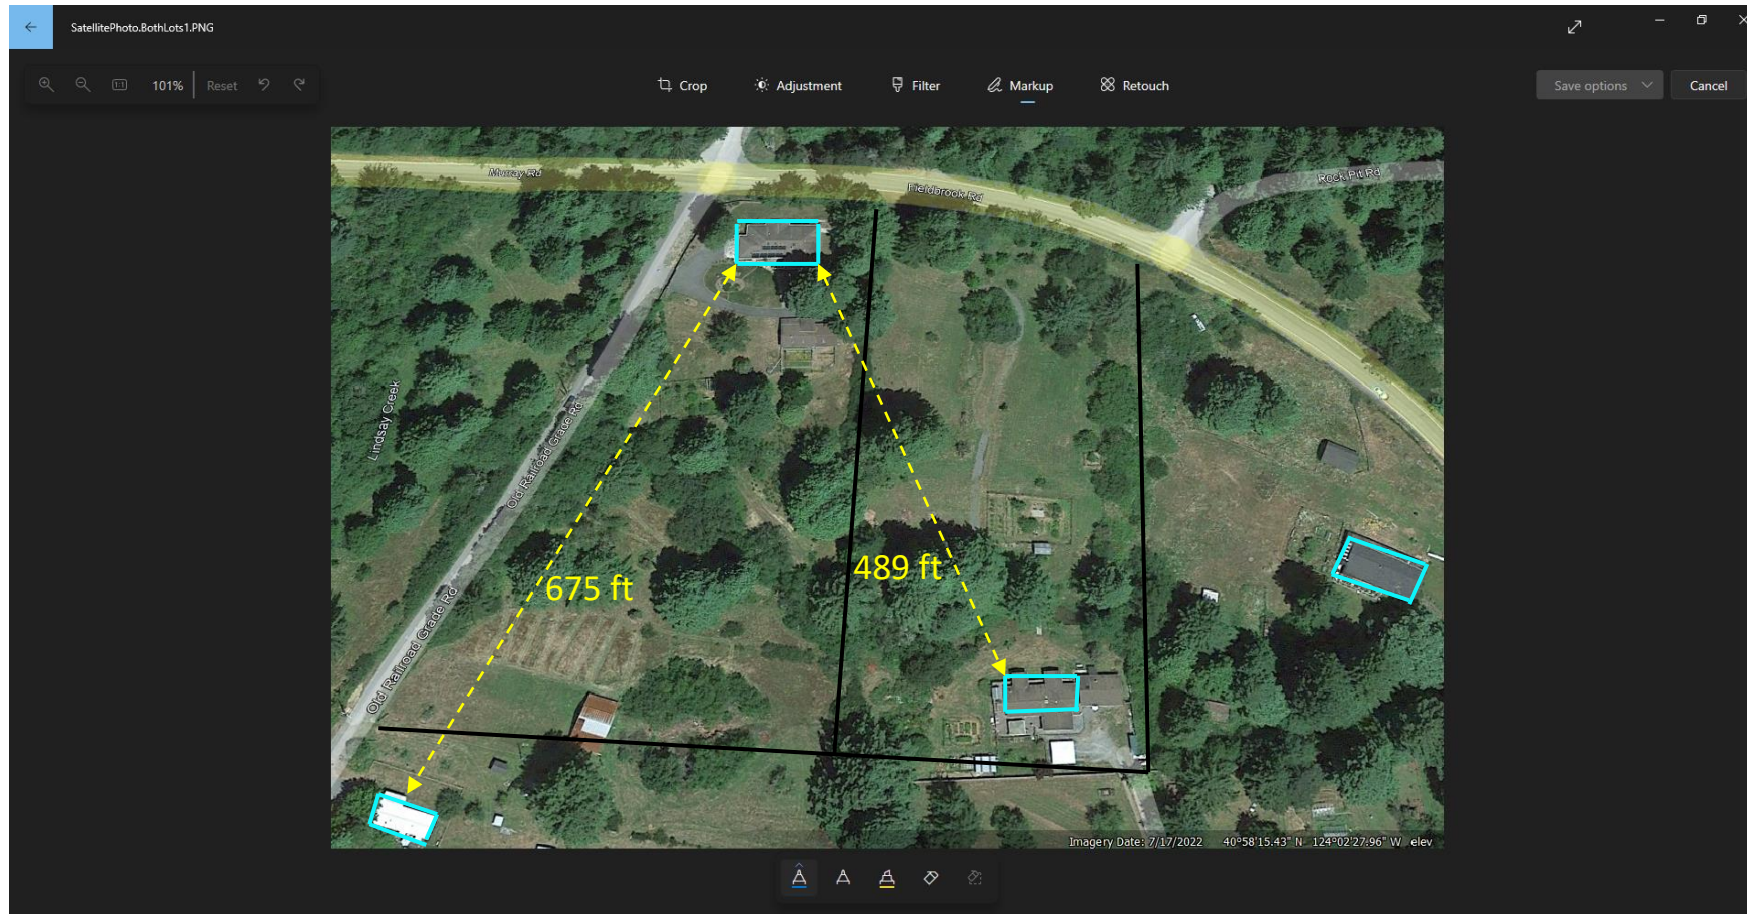 SatellitePhoto.BothLots1.PNG
101%
Reset
Crop
Adjustment
Filter
Markup
Retouch
Save options
Cancel
Murray Rd
Fieldbrook Rd
Rock Pit Rd
Lindsay Creek
Old Railroad Grade Rd
489 ft
675 ft
Old Railroad Grade Rd
Imagery Date: 7/17/2022 40°58'15.43" N 124°02'27.96" W elev